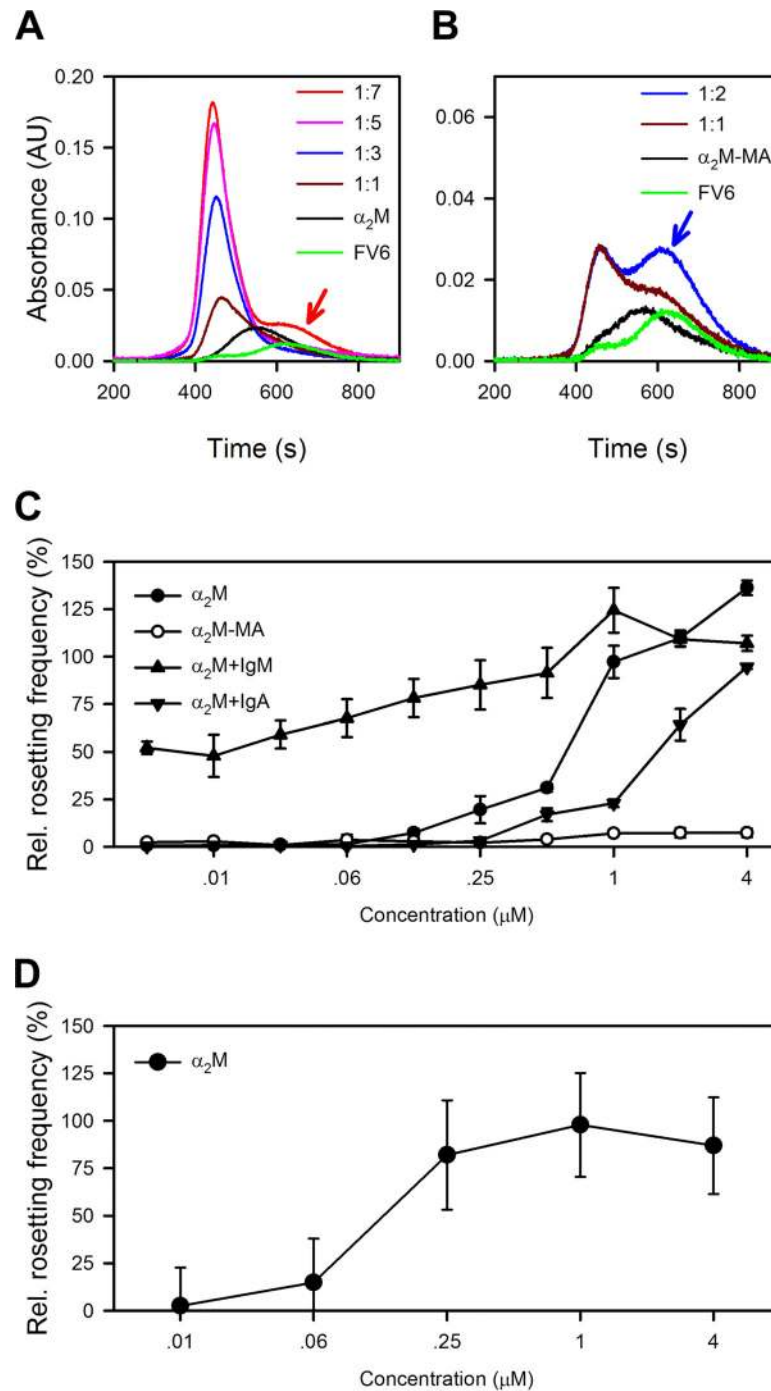 A
Absorbance (AU)
0.20
0.15
0.10
0.05
0.00
1:7
1:5
1:3
1:1
α₂M
FV6
200 400 600 800
Time (s)
B
0.06
0.04
0.02
0.00
1:2
1:1
α₂M-MA
FV6
200 400 600 800
Time (s)
C
Rel. rosetting frequency (%)
150
125
100
75
50
25
0
α₂M
α₂M-MA
α₂M+IgM
α₂M+IgA
.01 .06 .25 1 4
Concentration (μM)
D
Rel. rosetting frequency (%)
150
125
100
75
50
25
0
α₂M
.01 .06 .25 1 4
Concentration (μM)